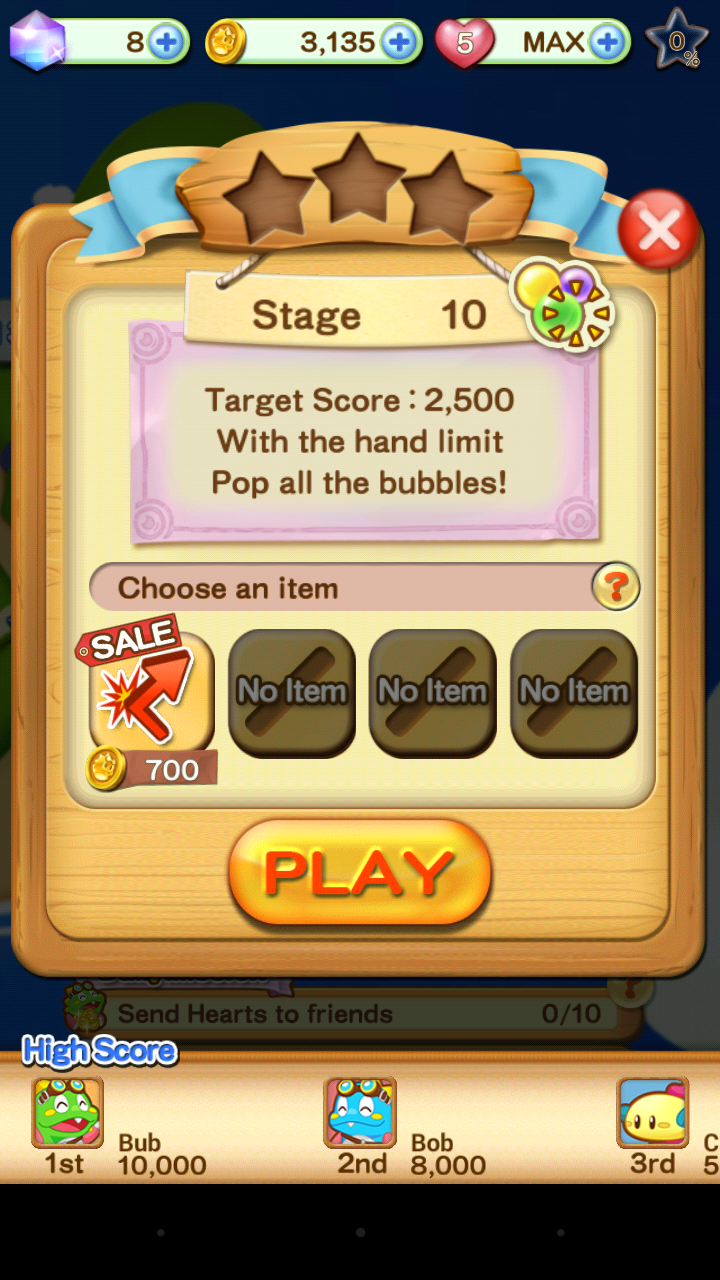 8
3,135
5
MAX
0
%
Stage 10
Target Score : 2,500
With the hand limit
Pop all the bubbles!
Choose an item
?
SALE
No Item
No Item
No Item
700
PLAY
Send Hearts to friends 0/10
High Score
Bub
1st 10,000
Bob
2nd 8,000
C
3rd 5